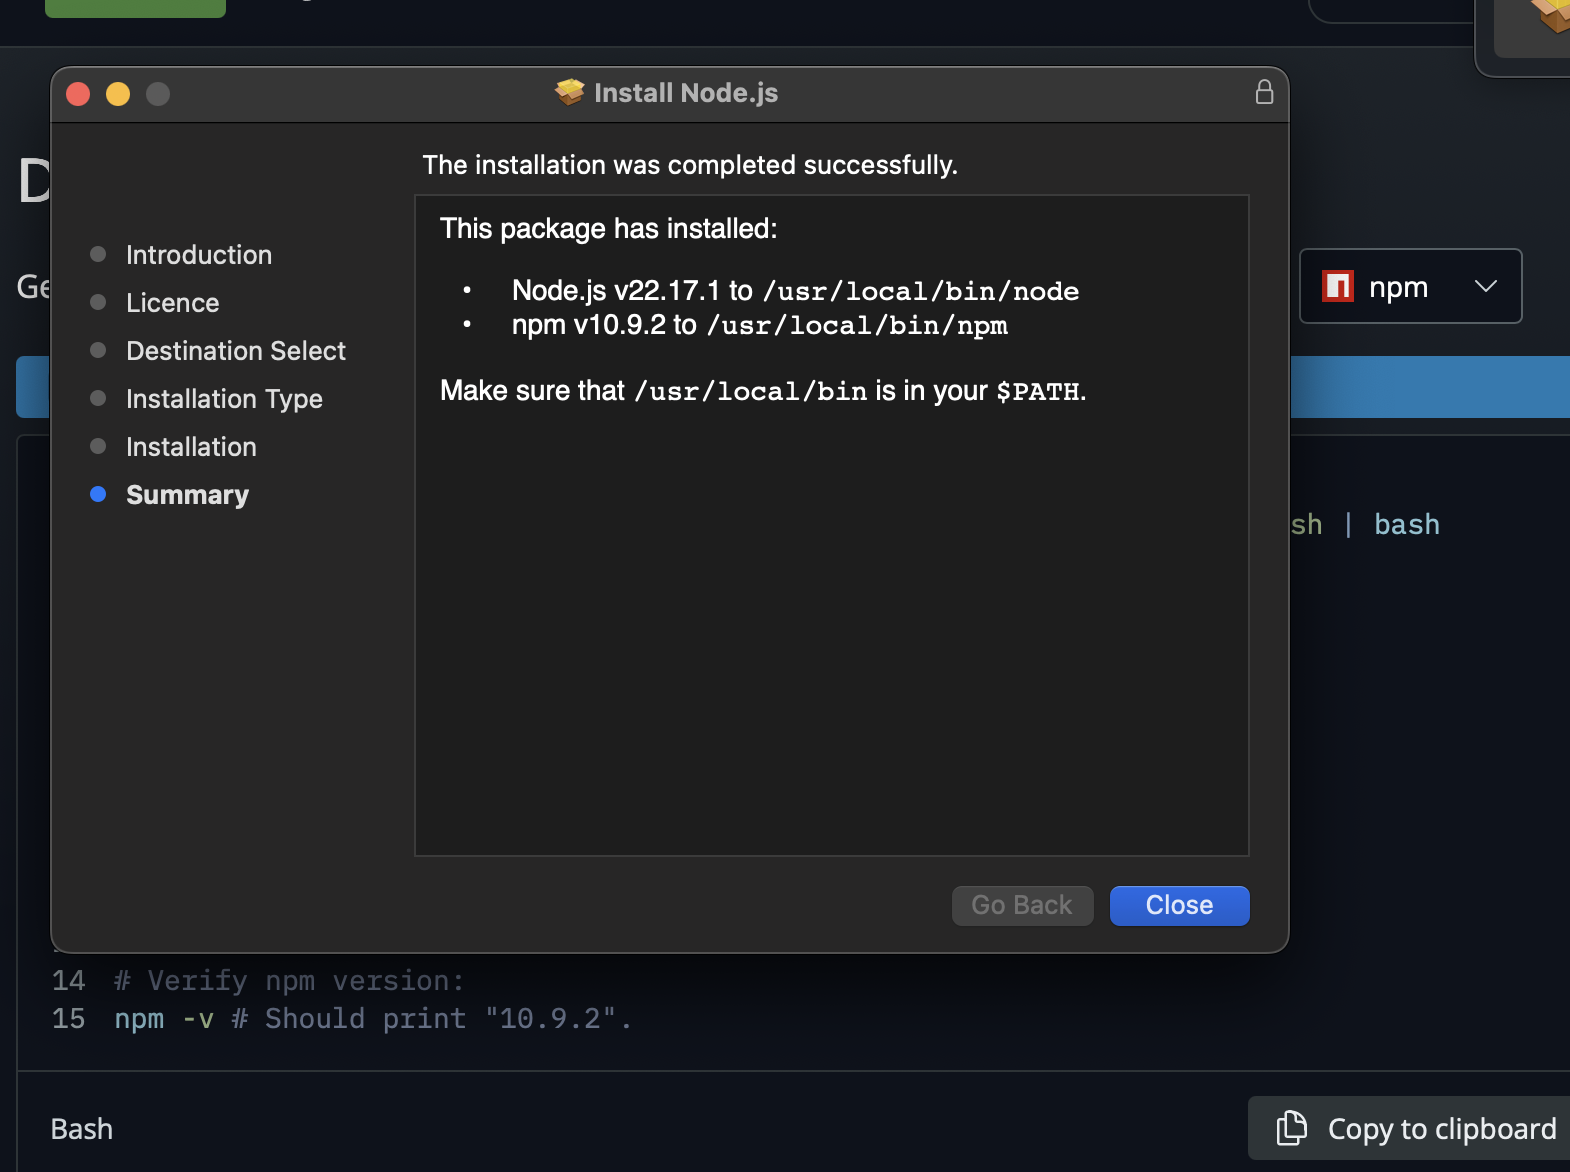 Install Node.js
The installation was completed successfully.
This package has installed:
• Node.js v22.17.1 to /usr/local/bin/node
• npm v10.9.2 to /usr/local/bin/npm
Make sure that /usr/local/bin is in your $PATH.
Introduction
Licence
Destination Select
Installation Type
Installation
Summary
Go Back
Close
D
Ge
npm
sh | bash
14 # Verify npm version:
15 npm -v # Should print "10.9.2".
Bash
Copy to clipboard